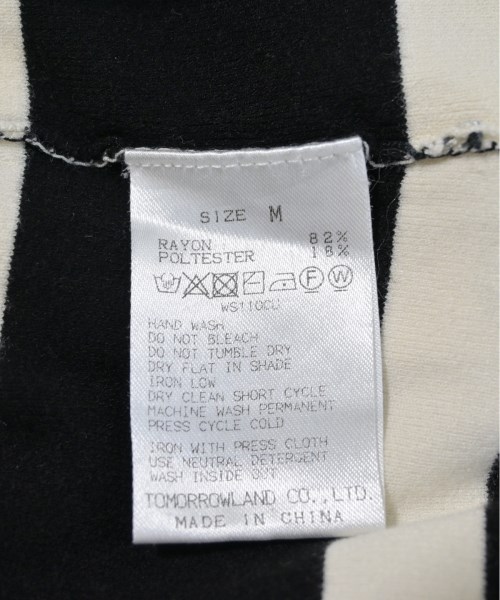 SIZE M
RAYON 82%
POLTESTER 18%
F W
WS110CU
HAND WASH
DO NOT BLEACH
DO NOT TUMBLE DRY
DRY FLAT IN SHADE
IRON LOW
DRY CLEAN SHORT CYCLE
MACHINE WASH PERMANENT
PRESS CYCLE COLD
IRON WITH PRESS CLOTH
USE NEUTRAL DETERGENT
WASH INSIDE OUT
TOMORROWLAND CO.,LTD.
MADE IN CHINA